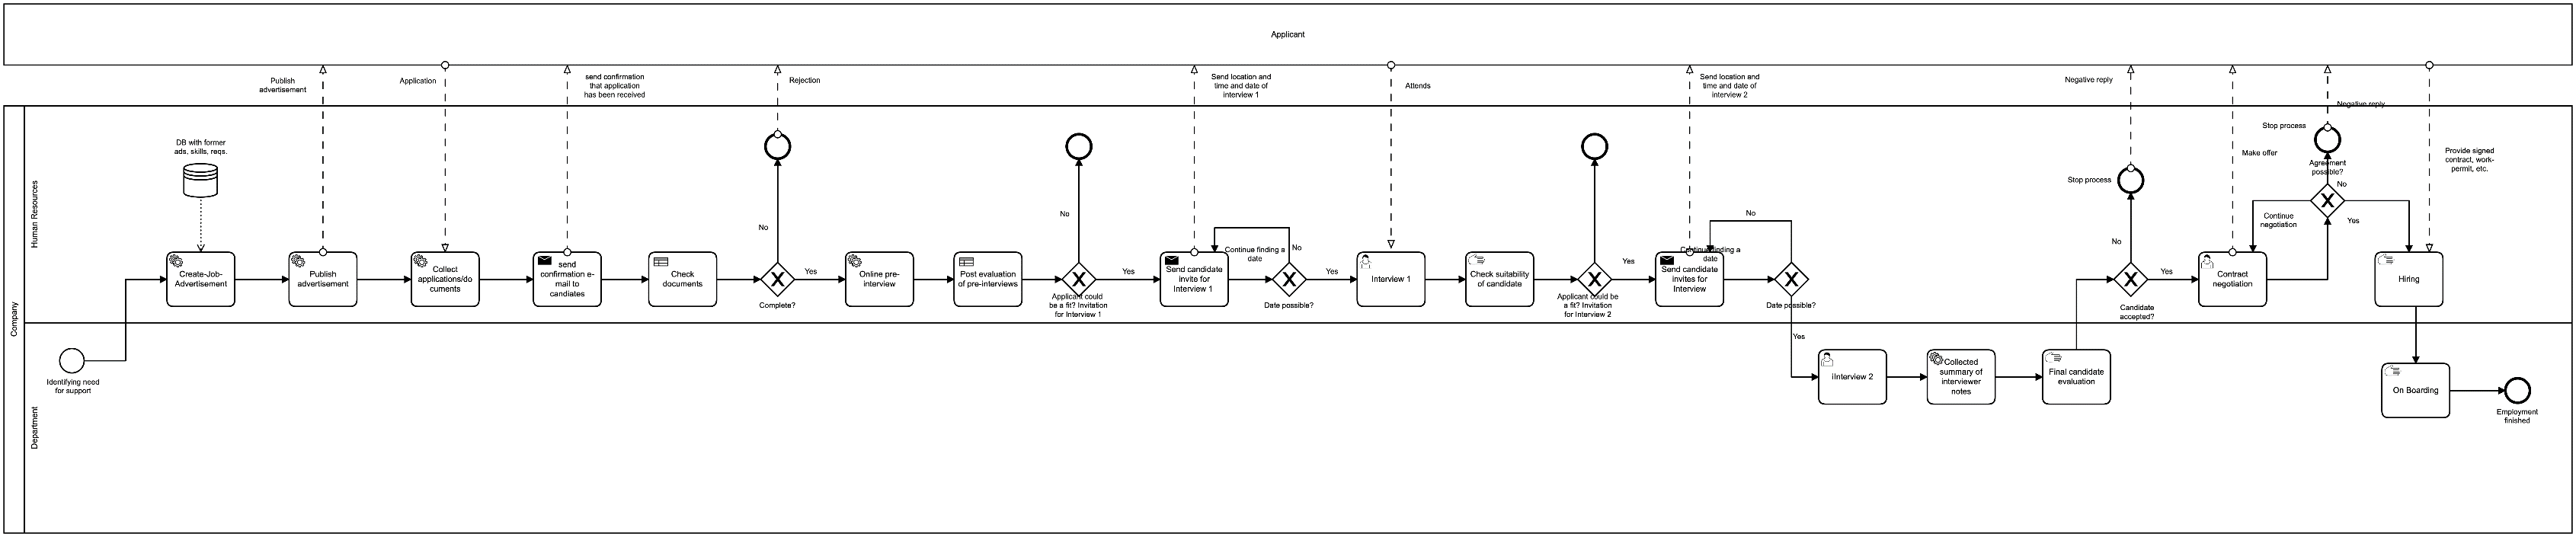 Applicant
Publish
advertisement
Application
send confirmation
that application
has been received
Rejection
Send location and
time and date of
interview 1
Attends
Send location and
time and date of
interview 2
Negative reply
Negative reply
Company
Human Resources
DB with former
ads, skills, reqs.
Stop process
Make offer
Agreement
possible?
Provide signed
contract, work-
permit, etc.
Stop process
No
No
No
No
Continue
negotiation
Yes
No
Create-Job-
Advertisement
Publish
advertisement
Collect
applications/do
cuments
send
confirmation e-
mail to
candiates
Check
documents
Complete?
Yes
Online pre-
interview
Post evaluation
of pre-interviews
Applicant could
be a fit? Invitation
for Interview 1
Yes
Send candidate
invite for
Interview 1
Continue finding a
date
No
Date possible?
Yes
Interview 1
Check suitability
of candidate
Applicant could be
a fit? Invitation
for Interview 2
Yes
Continue finding a
date
Send candidate
invites for
Interview
Date possible?
Yes
Candidate
accepted?
Yes
Contract
negotiation
Hiring
Department
Identifying need
for support
iInterview 2
Collected
summary of
interviewer
notes
Final candidate
evaluation
On Boarding
Employment
finished